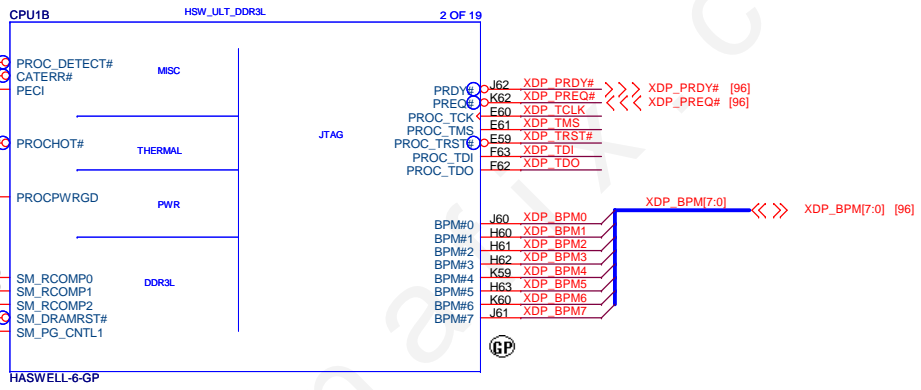 CPU1B HSW_ULT_DDR3L 2 OF 19
PROC_DETECT# MISC
CATERR#
PECI
PRDY# J62 XDP_PRDY# XDP_PRDY# [96]
PREQ# K62 XDP_PREQ# XDP_PREQ# [96]
PROC_TCK E60 XDP_TCLK
PROC_TMS E61 XDP_TMS
PROCHOT# THERMAL JTAG PROC_TRST# E59 XDP_TRST#
PROC_TDI F63 XDP_TDI
PROC_TDO F62 XDP_TDO
PROCPWRGD PWR
XDP_BPM[7:0] XDP_BPM[7:0] [96]
BPM#0 J60 XDP_BPM0
BPM#1 H60 XDP_BPM1
BPM#2 H61 XDP_BPM2
BPM#3 H62 XDP_BPM3
SM_RCOMP0 DDR3L BPM#4 K59 XDP_BPM4
SM_RCOMP1 BPM#5 H63 XDP_BPM5
SM_RCOMP2 BPM#6 K60 XDP_BPM6
SM_DRAMRST# BPM#7 J61 XDP_BPM7
SM_PG_CNTL1
GP
HASWELL-6-GP